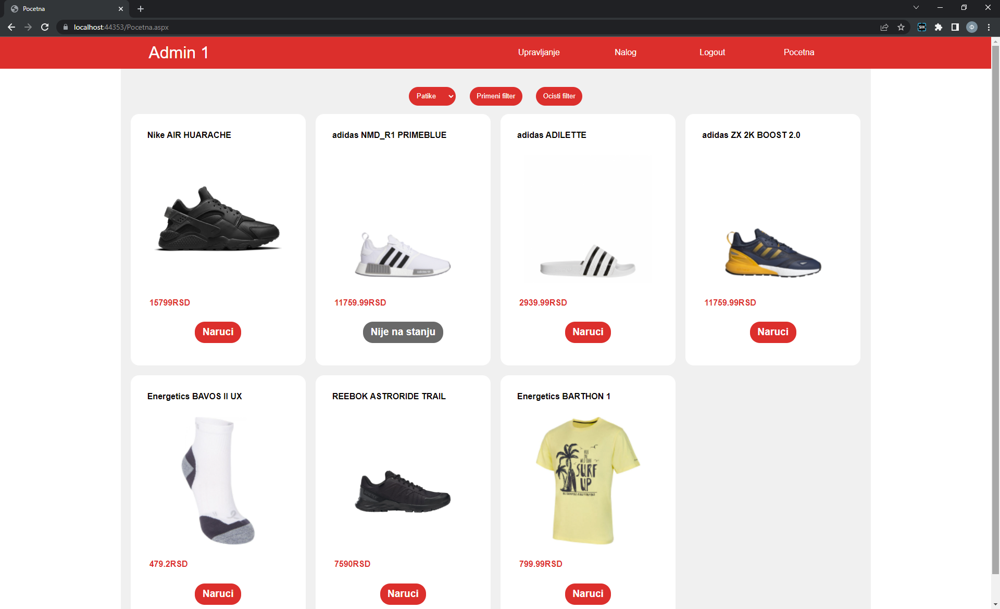 Pocetna
localhost:44353/Pocetna.aspx
SIH
Ф
Admin 1
Upravljanje
Nalog
Logout
Pocetna
Patike
Primeni filter
Ocisti filter
Nike AIR HUARACHE
adidas NMD_R1 PRIMEBLUE
adidas ADILETTE
adidas ZX 2K BOOST 2.0
15799RSD
11759.99RSD
2939.99RSD
11759.99RSD
Naruci
Nije na stanju
Naruci
Naruci
Energetics BAVOS II UX
REEBOK ASTRORIDE TRAIL
Energetics BARTHON 1
SURF
UP
479.2RSD
7590RSD
799.99RSD
Naruci
Naruci
Naruci